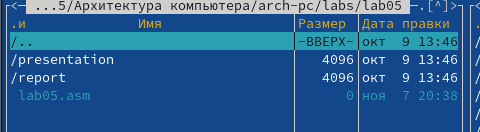 <— ...5/Архитектура компьютера/arch-pc/labs/lab05 —.[^]>
.и Имя Размер Дата правки
/.. -ВВЕРХ- окт 9 13:46
/presentation 4096 окт 9 13:46
/report 4096 окт 9 13:46
lab05.asm 0 ноя 7 20:38